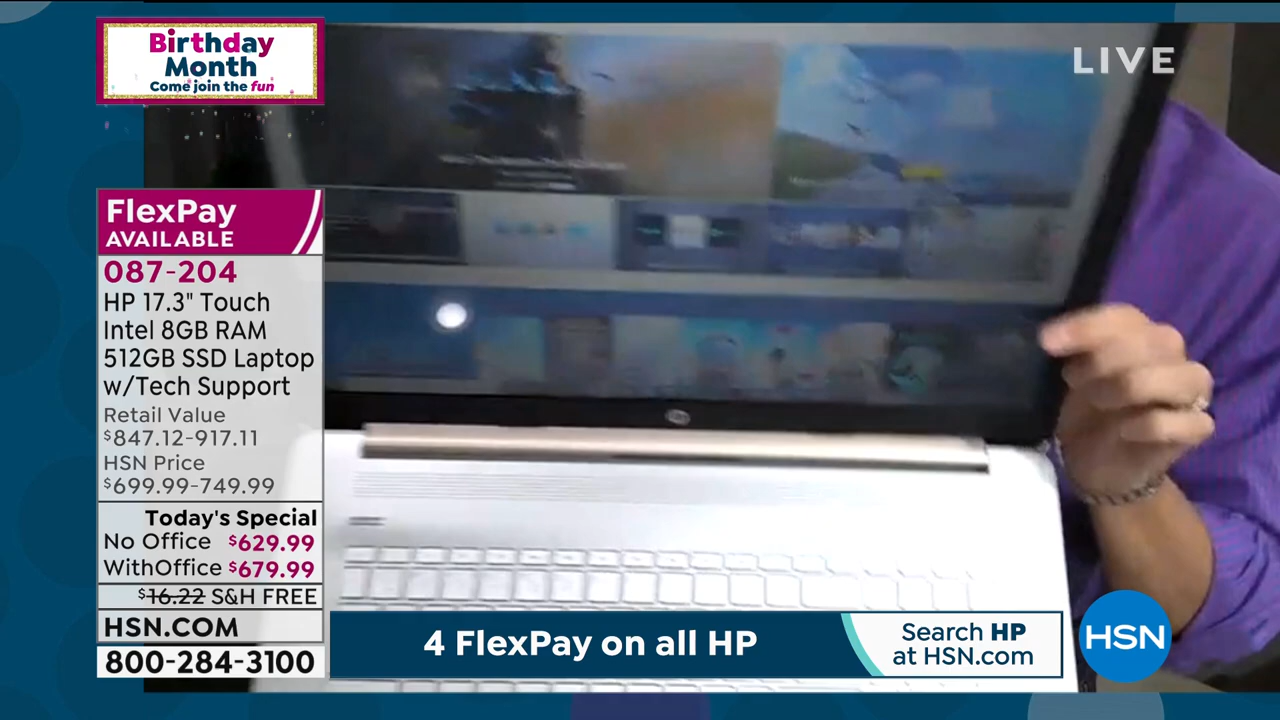 Birthday
Month
Come join the fun
LIVE
FlexPay
AVAILABLE
087-204
HP 17.3" Touch
Intel 8GB RAM
512GB SSD Laptop
w/Tech Support
Retail Value
$847.12-917.11
HSN Price
$699.99-749.99
Today's Special
No Office $629.99
WithOffice $679.99
$16.22 S&H FREE
HSN.COM
800-284-3100
4 FlexPay on all HP
Search HP
at HSN.com
HSN
hp